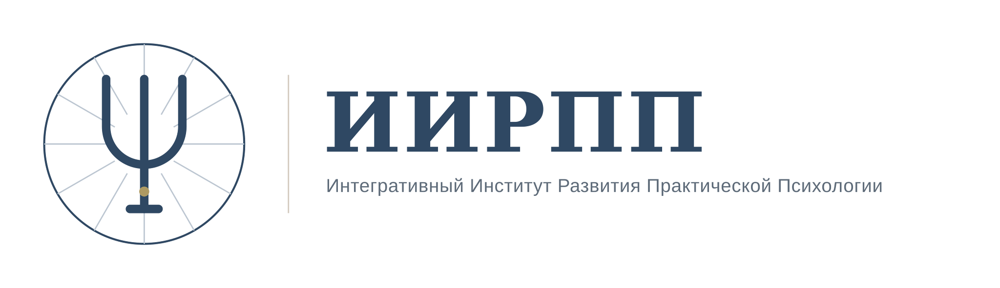 ИИРПП
Интегративный Институт Развития Практической Психологии